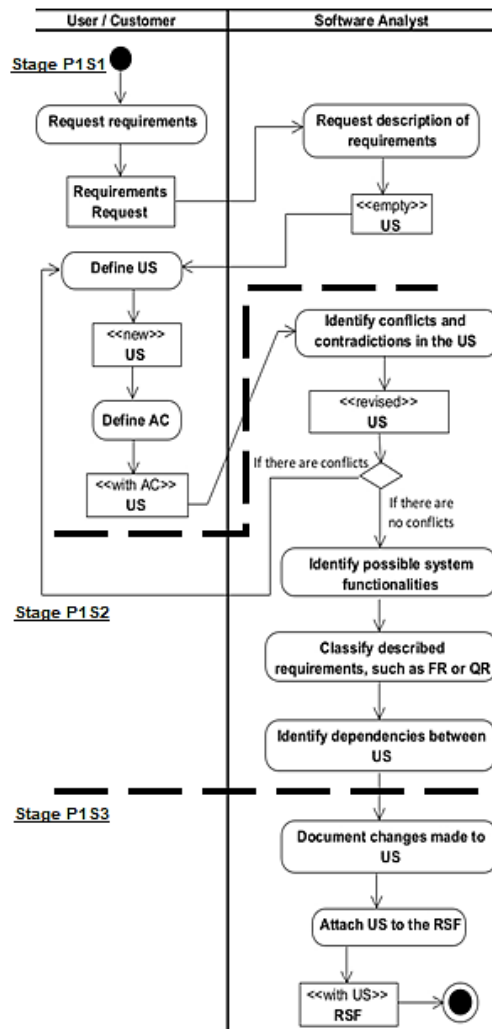 User / Customer
Software Analyst
Stage P1S1
Request requirements
Request description of
requirements
Requirements
Request
<<empty>>
US
Define US
Identify conflicts and
contradictions in the US
<<new>>
US
<<revised>>
US
Define AC
If there are conflicts
<<with AC>>
US
If there are
no conflicts
Identify possible system
functionalities
Stage P1S2
Classify described
requirements, such as FR or QR
Identify dependencies between
US
Stage P1S3
Document changes made to
US
Attach US to the RSF
<<with US>>
RSF